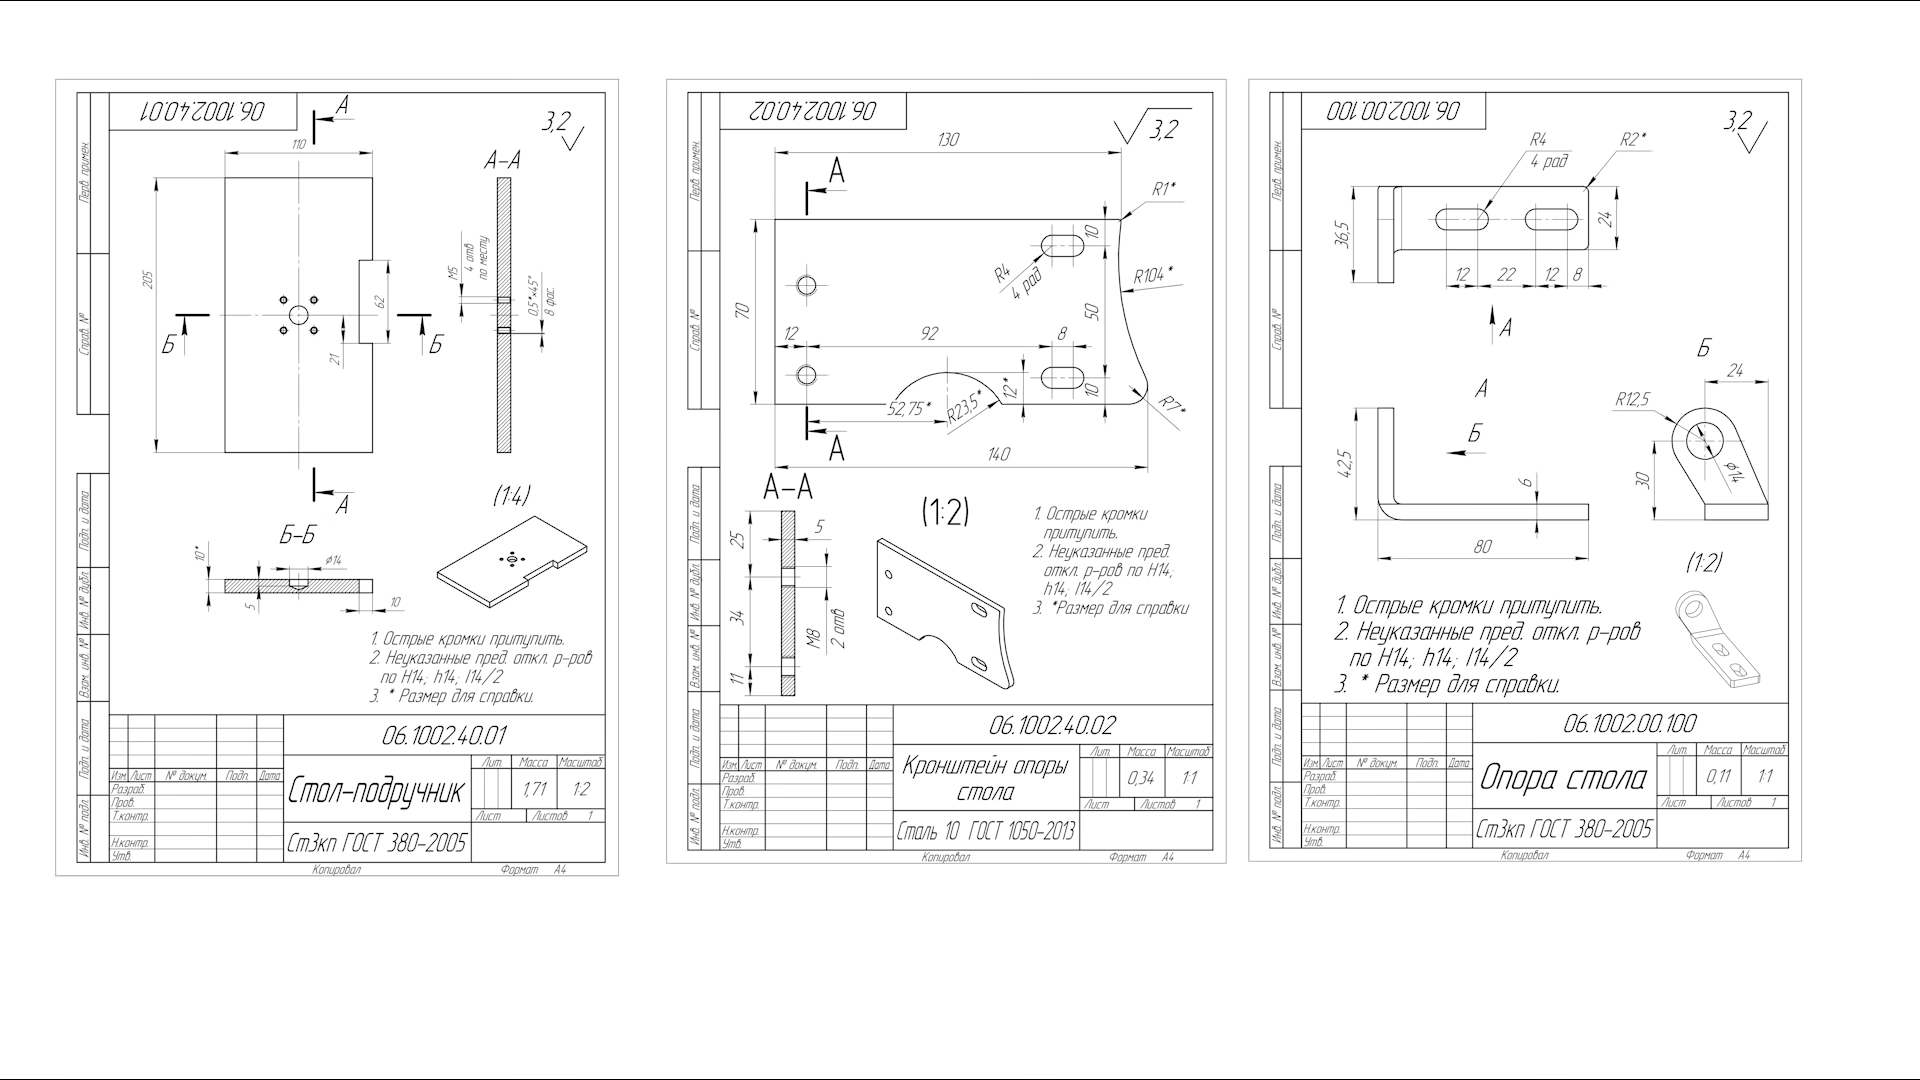 06.1002.40.01
А
3,2
110
А-А
205
М5
4 отв
по месту
0,5*×45°
8 фас.
62
21
Б
Б
А
(1:4)
Б-Б
10*
⌀14
5
10
1. Острые кромки притупить.
2. Неуказанные пред. откл. р-ров
по Н14; h14; I14/2
3. * Размер для справки.
Перв. примен.
Справ. №
Подп. и дата
Инв. № дубл.
Взам. инв. №
Подп. и дата
Инв. № подл.
06.1002.40.01
Изм. Лист № докум. Подп. Дата
Разраб.
Пров.
Т.контр.
Н.контр.
Утв.
Стол-подручник
Лит. Масса Масштаб
1,71 1:2
Лист Листов 1
Ст3кп ГОСТ 380-2005
Копировал Формат А4
06.1002.40.02
3,2
130
А
R1*
10
R4
4 рад
R104*
70
50
12 92 8
12*
10
52,75*
R23,5*
R7*
А
140
А-А
25
5
34
М8
2 отв
11
(1:2)
1. Острые кромки
притупить.
2. Неуказанные пред.
откл. р-ров по Н14;
h14; I14/2
3. *Размер для справки
Перв. примен.
Справ. №
Подп. и дата
Инв. № дубл.
Взам. инв. №
Подп. и дата
Инв. № подл.
06.1002.40.02
Изм. Лист № докум. Подп. Дата
Разраб.
Пров.
Т.контр.
Н.контр.
Утв.
Кронштейн опоры
стола
Лит. Масса Масштаб
0,34 1:1
Лист Листов 1
Сталь 10 ГОСТ 1050-2013
Копировал Формат А4
06.1002.00.100
3,2
R4
4 рад
R2*
36,5
24
12 22 12 8
А
Б
А
24
R12,5
Б
42,5
6
30
⌀14
80
(1:2)
1. Острые кромки притупить.
2. Неуказанные пред. откл. р-ров
по Н14; h14; I14/2
3. * Размер для справки.
Перв. примен.
Справ. №
Подп. и дата
Инв. № дубл.
Взам. инв. №
Подп. и дата
Инв. № подл.
06.1002.00.100
Изм. Лист № докум. Подп. Дата
Разраб.
Пров.
Т.контр.
Н.контр.
Утв.
Опора стола
Лит. Масса Масштаб
0,11 1:1
Лист Листов 1
Ст3кп ГОСТ 380-2005
Копировал Формат А4